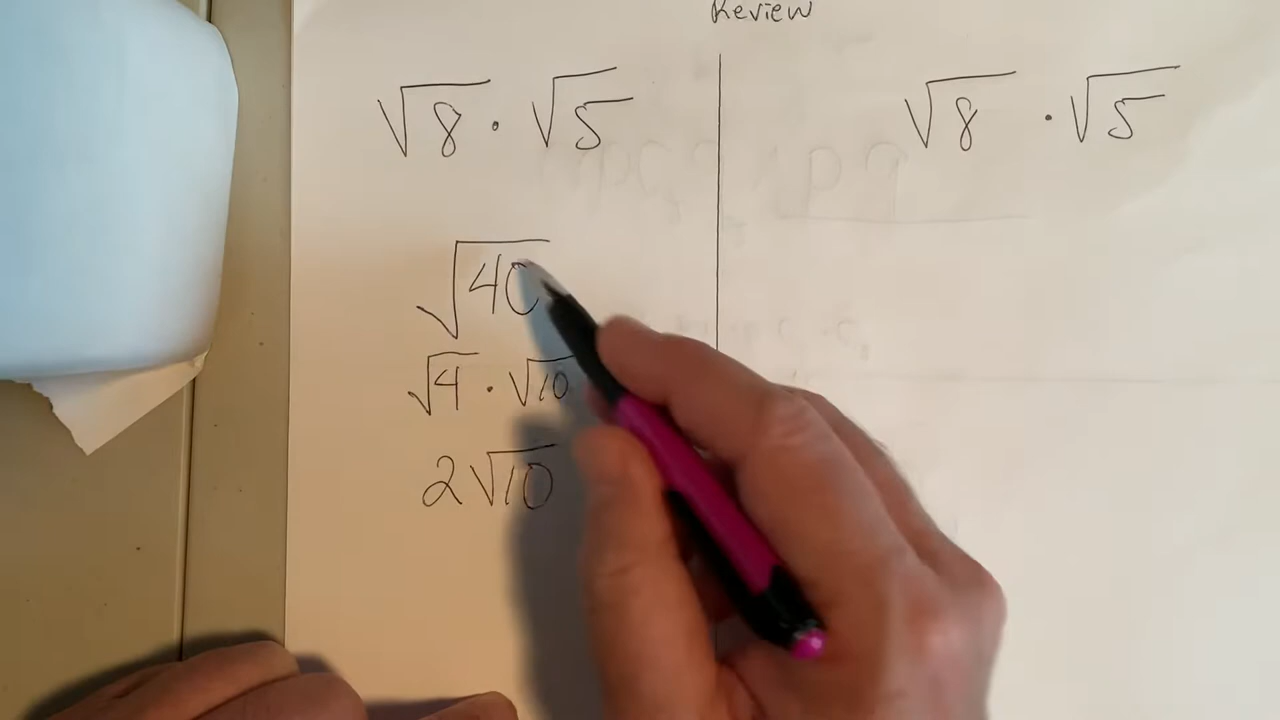 Review
√8 · √5
√40
√4 · √10
2√10
√8 · √5